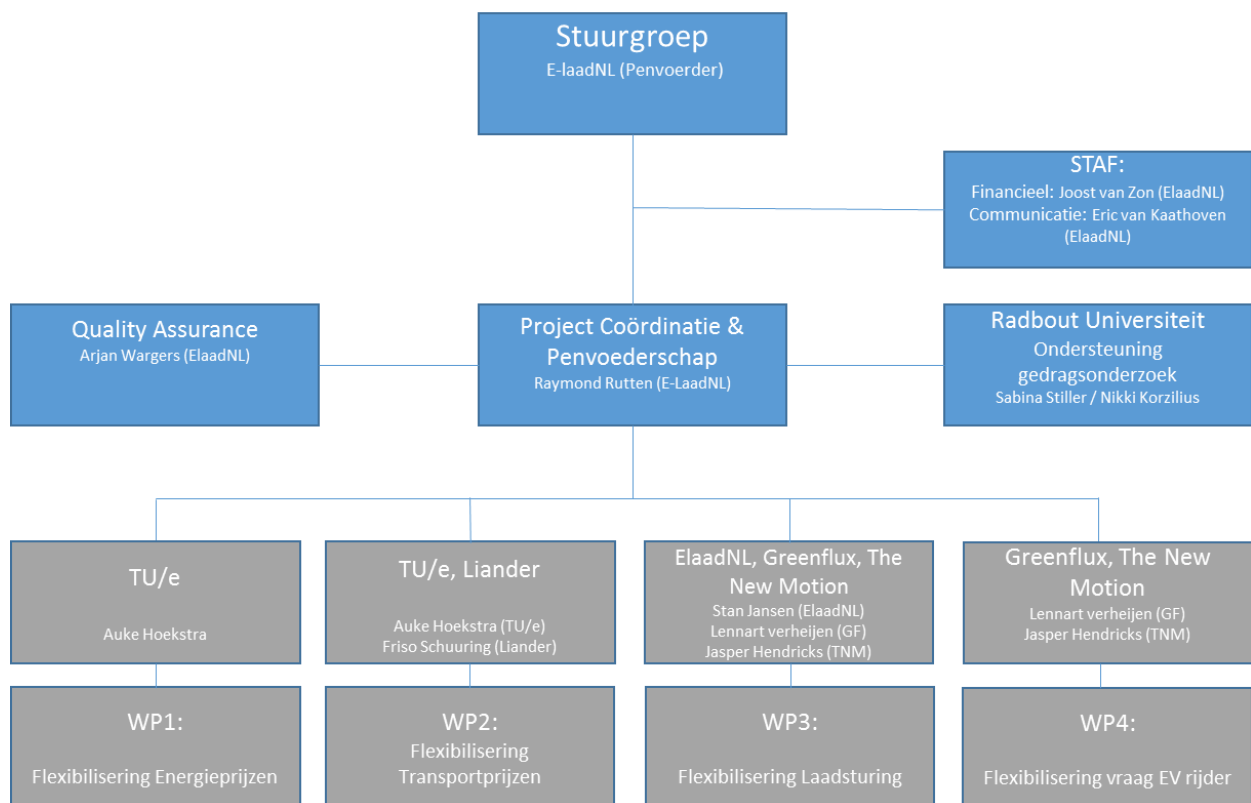 Stuurgroep
E-laadNL (Penvoerder)
STAF:
Financieel: Joost van Zon (ElaadNL)
Communicatie: Eric van Kaathoven
(ElaadNL)
Quality Assurance
Arjan Wargers (ElaadNL)
Project Coördinatie &
Penvoederschap
Raymond Rutten (E-LaadNL)
Radbout Universiteit
Ondersteuning
gedragsonderzoek
Sabina Stiller / Nikki Korzilius
TU/e
Auke Hoekstra
TU/e, Liander
Auke Hoekstra (TU/e)
Friso Schuuring (Liander)
ElaadNL, Greenflux, The
New Motion
Stan Jansen (ElaadNL)
Lennart verheijen (GF)
Jasper Hendricks (TNM)
Greenflux, The New
Motion
Lennart verheijen (GF)
Jasper Hendricks (TNM)
WP1:
Flexibilisering Energieprijzen
WP2:
Flexibilisering
Transportprijzen
WP3:
Flexibilisering Laadsturing
WP4:
Flexibilisering vraag EV rijder